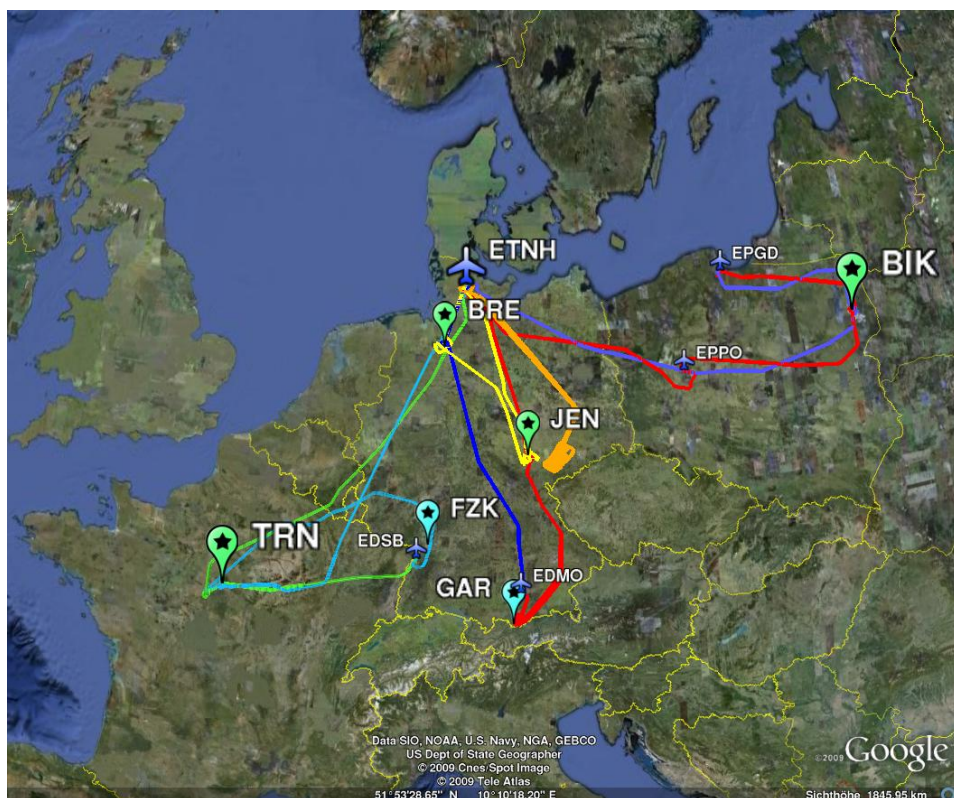 ETNH
EPGD
BIK
BRE
EPPO
JEN
FZK
TRN
EDSB
EDMO
GAR
Data SIO, NOAA, U.S. Navy, NGA, GEBCO
US Dept of State Geographer
© 2009 Cnes/Spot Image
© 2009 Tele Atlas
©2009 Google
51°53'28.65" N 10°10'18.20" E
Sichthöhe 1845.95 km